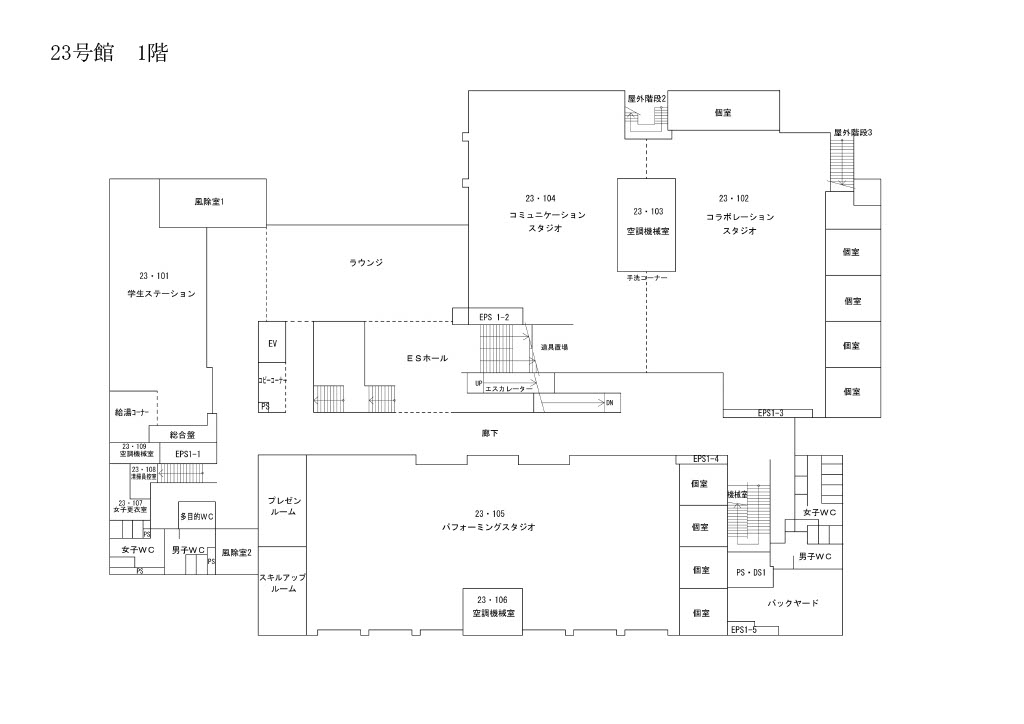 23号館　1階
屋外階段2
個室
屋外階段3
風除室1
23・104
コミュニケーション
スタジオ
23・103
空調機械室
23・102
コラボレーション
スタジオ
手洗コーナー
ラウンジ
個室
23・101
学生ステーション
個室
EPS 1-2
EV
道具置場
個室
ESホール
コピーコーナー
UP
エスカレーター
個室
PS
DN
給湯コーナー
EPS1-3
総合盤
廊下
23・109
空調機械室
EPS1-1
EPS1-4
23・108
清掃員控室
個室
機械室
プレゼン
ルーム
23・107
女子更衣室
多目的WC
23・105
パフォーミングスタジオ
個室
女子WC
PS
女子WC
男子WC
PS
風除室2
男子WC
PS
個室
PS・DS1
スキルアップ
ルーム
23・106
空調機械室
個室
バックヤード
EPS1-5